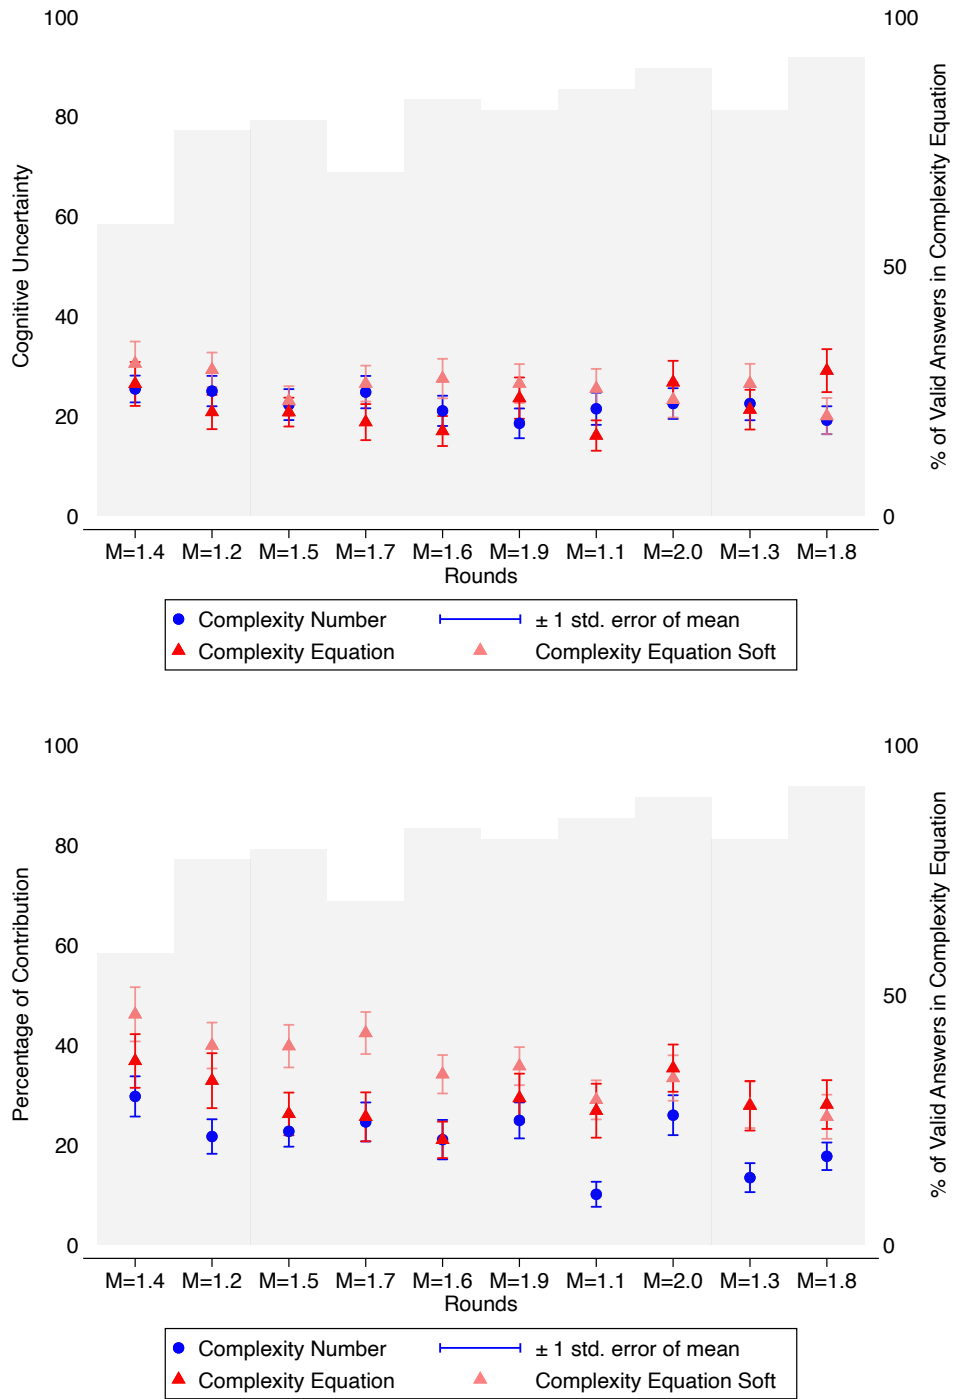 100
80
60
40
20
0
Cognitive Uncertainty
100
50
0
% of Valid Answers in Complexity Equation
M=1.4 M=1.2 M=1.5 M=1.7 M=1.6 M=1.9 M=1.1 M=2.0 M=1.3 M=1.8
Rounds
Complexity Number ± 1 std. error of mean
Complexity Equation Complexity Equation Soft
100
80
60
40
20
0
Percentage of Contribution
100
50
0
% of Valid Answers in Complexity Equation
M=1.4 M=1.2 M=1.5 M=1.7 M=1.6 M=1.9 M=1.1 M=2.0 M=1.3 M=1.8
Rounds
Complexity Number ± 1 std. error of mean
Complexity Equation Complexity Equation Soft